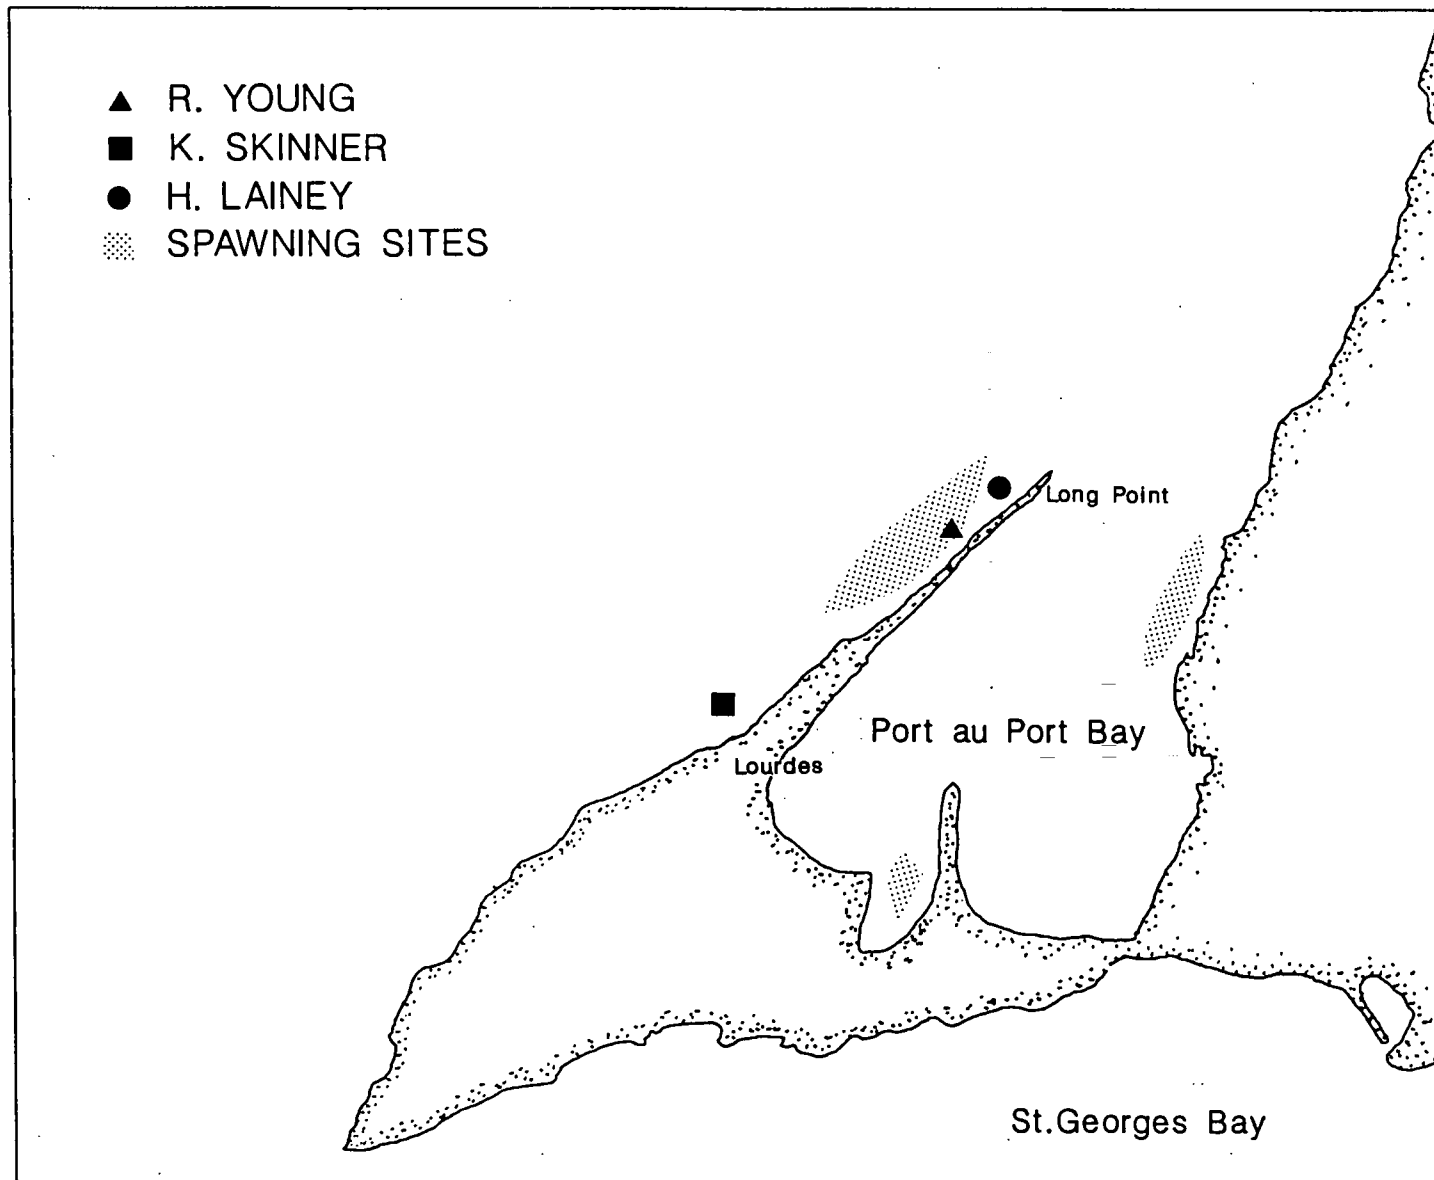 R. YOUNG
K. SKINNER
H. LAINEY
SPAWNING SITES
Long Point
Port au Port Bay
Lourdes
St.Georges Bay